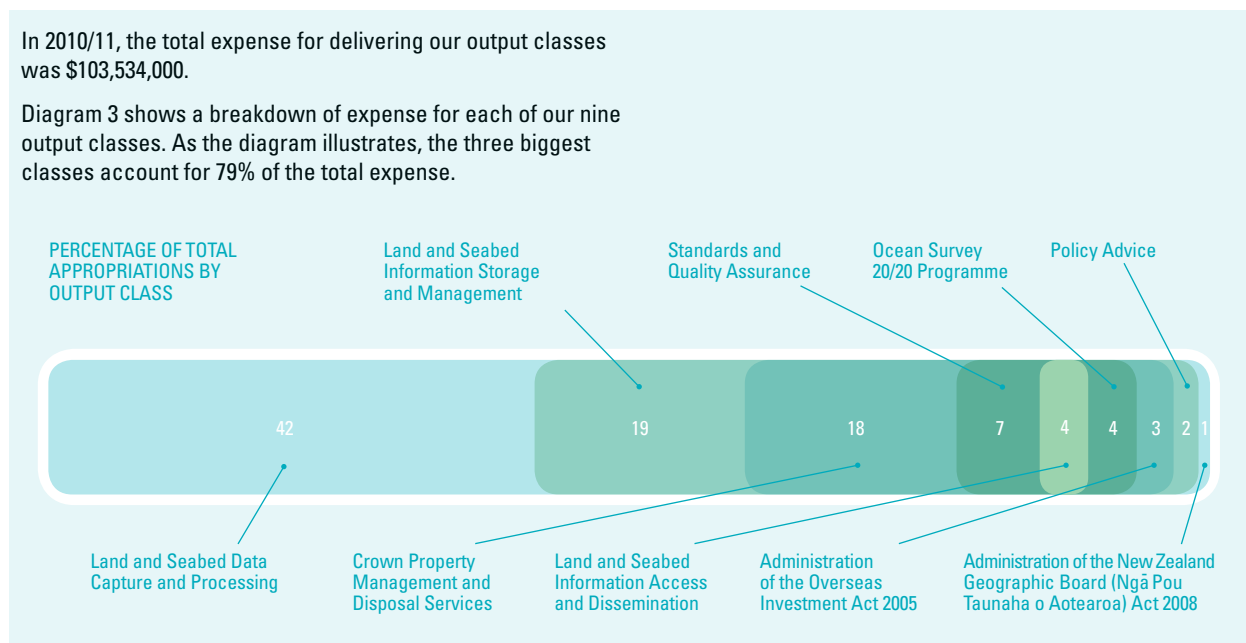 In 2010/11, the total expense for delivering our output classes
was $103,534,000.
Diagram 3 shows a breakdown of expense for each of our nine
output classes. As the diagram illustrates, the three biggest
classes account for 79% of the total expense.
PERCENTAGE OF TOTAL
APPROPRIATIONS BY
OUTPUT CLASS
Land and Seabed
Information Storage
and Management
Standards and
Quality Assurance
Ocean Survey
20/20 Programme
Policy Advice
42
19
18
7
4
4
3
2
1
Land and Seabed Data
Capture and Processing
Crown Property
Management and
Disposal Services
Land and Seabed
Information Access
and Dissemination
Administration
of the Overseas
Investment Act 2005
Administration of the New Zealand
Geographic Board (Ngā Pou
Taunaha o Aotearoa) Act 2008